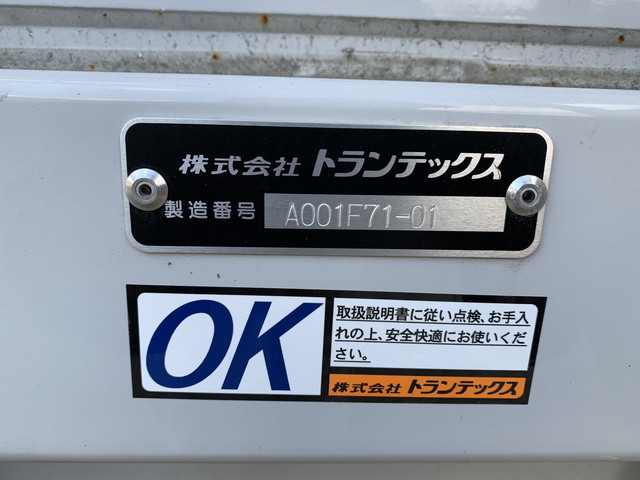 株式会社 トランテックス
製造番号 A001F71-01
OK
取扱説明書に従い点検、お手入
れの上、安全快適にお使いくだ
さい。
株式会社 トランテックス